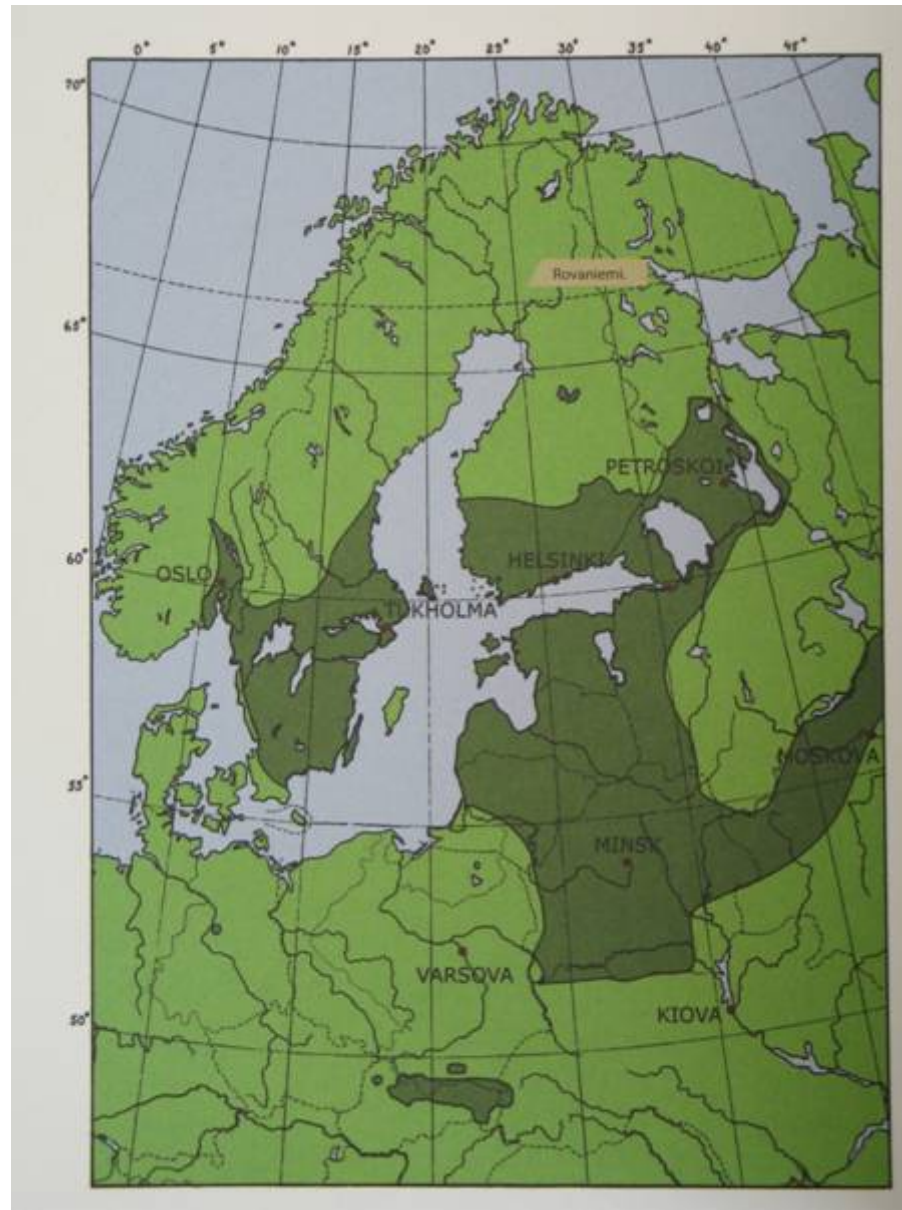 0° 5° 10° 15° 20° 25° 30° 35° 40° 45°
70°
Rovaniemi.
65°
PETROSKOI
60°
OSLO
HELSINKI
TUKHOLMA
MOSKOVA
55°
MINSK
VARSOVA
50°
KIOVA